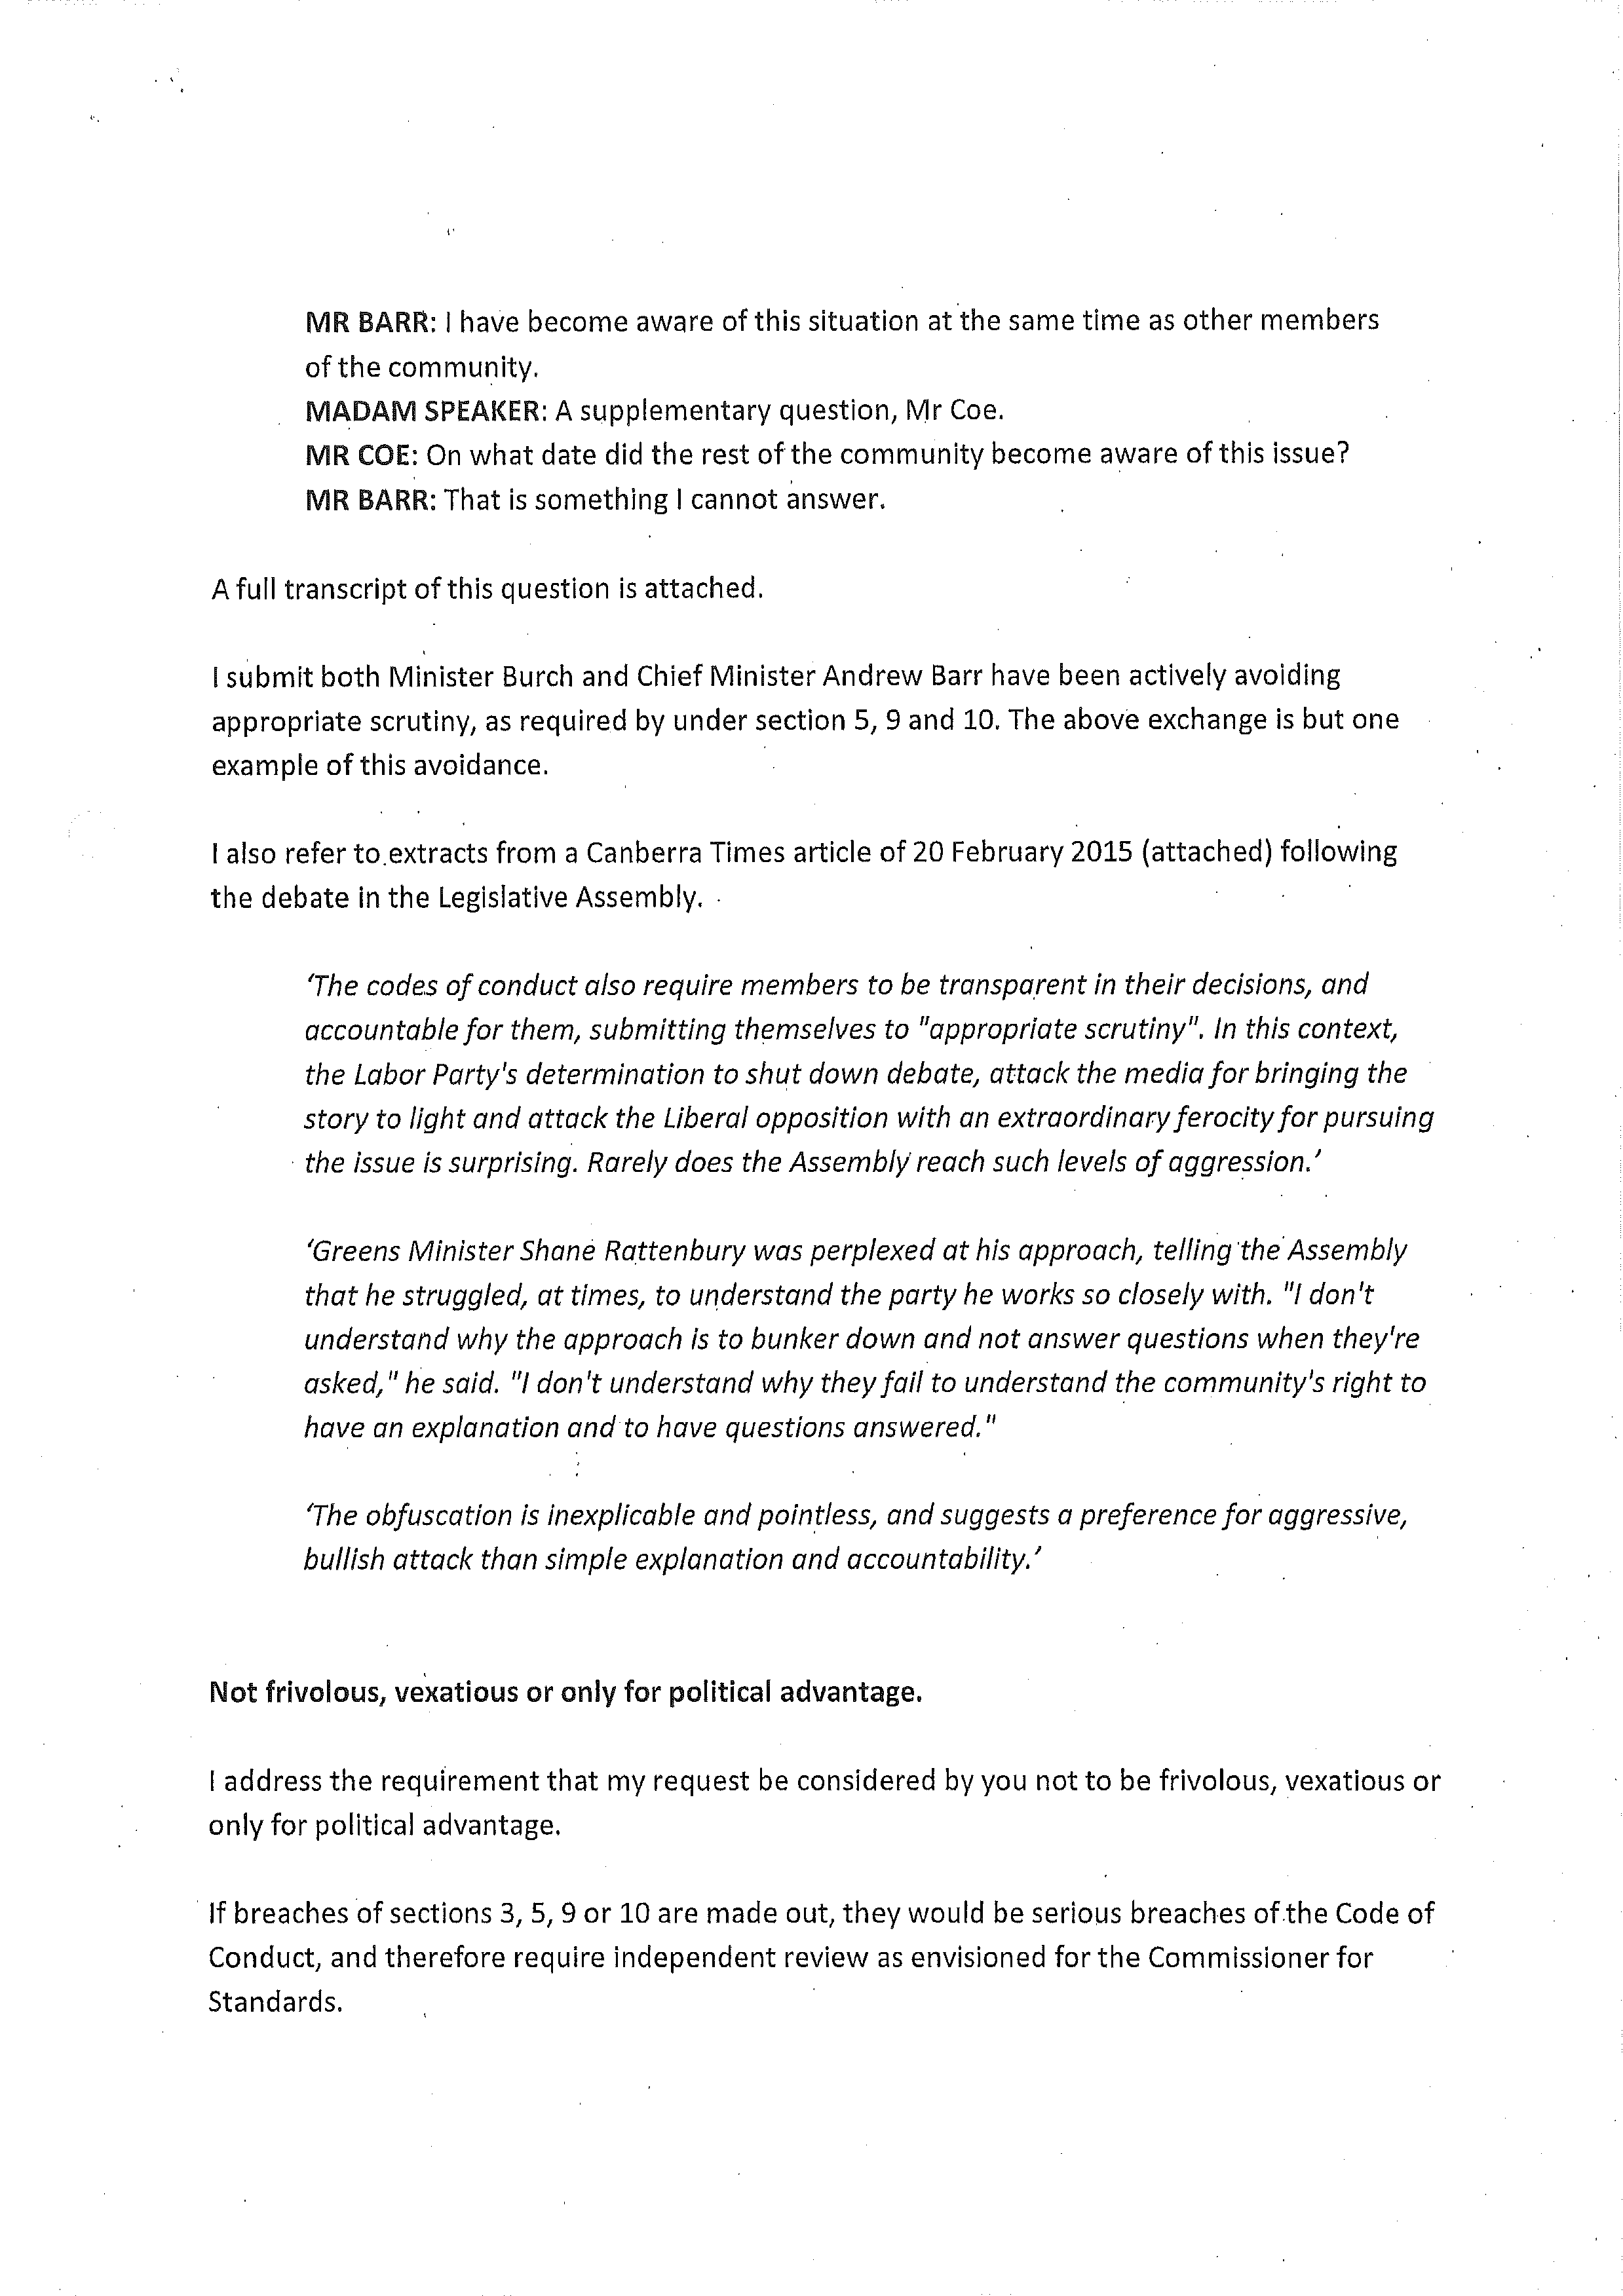 MR BARR: I have become aware of this situation at the same time as other members
of the community.
MADAM SPEAKER: A supplementary question, Mr Coe.
MR COE: On what date did the rest of the community become aware of this issue?
MR BARR: That is something I cannot answer.
A full transcript of this question is attached.
I submit both Minister Burch and Chief Minister Andrew Barr have been actively avoiding
appropriate scrutiny, as required by under section 5, 9 and 10. The above exchange is but one
example of this avoidance.
I also refer to extracts from a Canberra Times article of 20 February 2015 (attached) following
the debate in the Legislative Assembly.
‘The codes of conduct also require members to be transparent in their decisions, and
accountable for them, submitting themselves to "appropriate scrutiny". In this context,
the Labor Party's determination to shut down debate, attack the media for bringing the
story to light and attack the Liberal opposition with an extraordinary ferocity for pursuing
the issue is surprising. Rarely does the Assembly reach such levels of aggression.’
‘Greens Minister Shane Rattenbury was perplexed at his approach, telling the Assembly
that he struggled, at times, to understand the party he works so closely with. "I don't
understand why the approach is to bunker down and not answer questions when they're
asked," he said. "I don't understand why they fail to understand the community's right to
have an explanation and to have questions answered."
‘The obfuscation is inexplicable and pointless, and suggests a preference for aggressive,
bullish attack than simple explanation and accountability.’
Not frivolous, vexatious or only for political advantage.
I address the requirement that my request be considered by you not to be frivolous, vexatious or
only for political advantage.
If breaches of sections 3, 5, 9 or 10 are made out, they would be serious breaches of the Code of
Conduct, and therefore require independent review as envisioned for the Commissioner for
Standards.